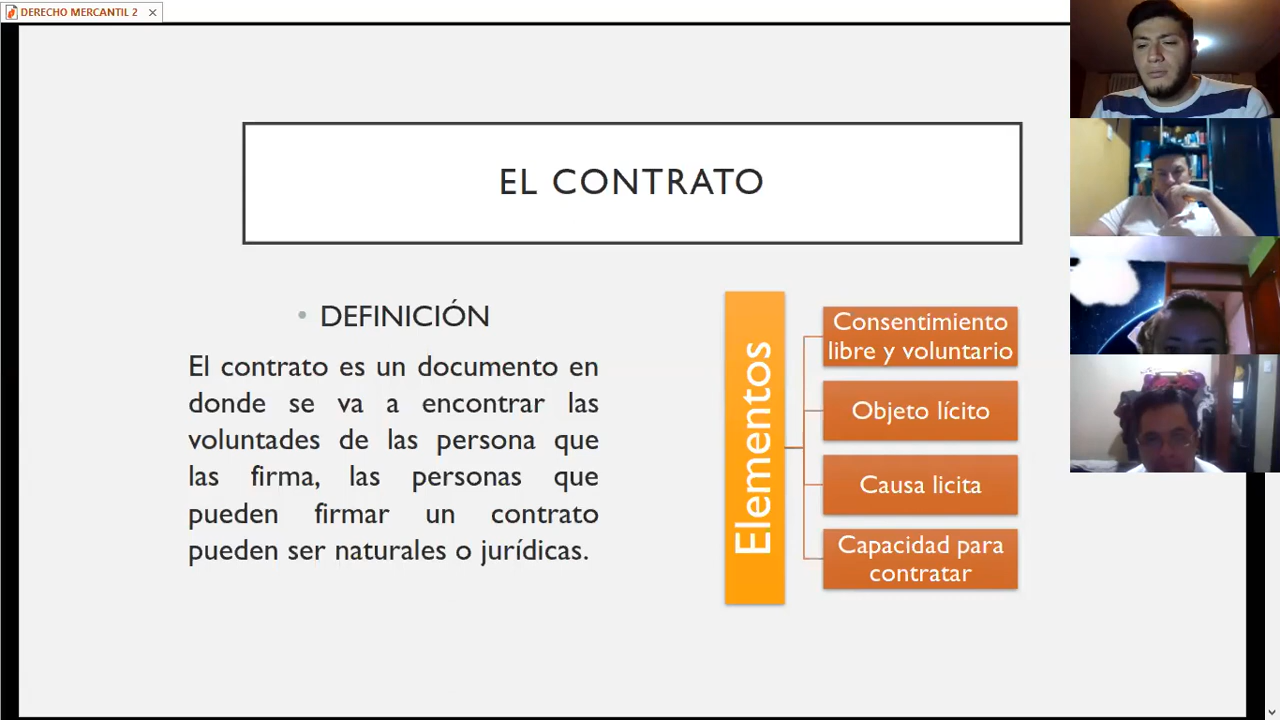 DERECHO MERCANTIL 2
EL CONTRATO
• DEFINICIÓN
El contrato es un documento en
donde se va a encontrar las
voluntades de las persona que
las firma, las personas que
pueden firmar un contrato
pueden ser naturales o jurídicas.
Elementos
Consentimiento
libre y voluntario
Objeto lícito
Causa licita
Capacidad para
contratar